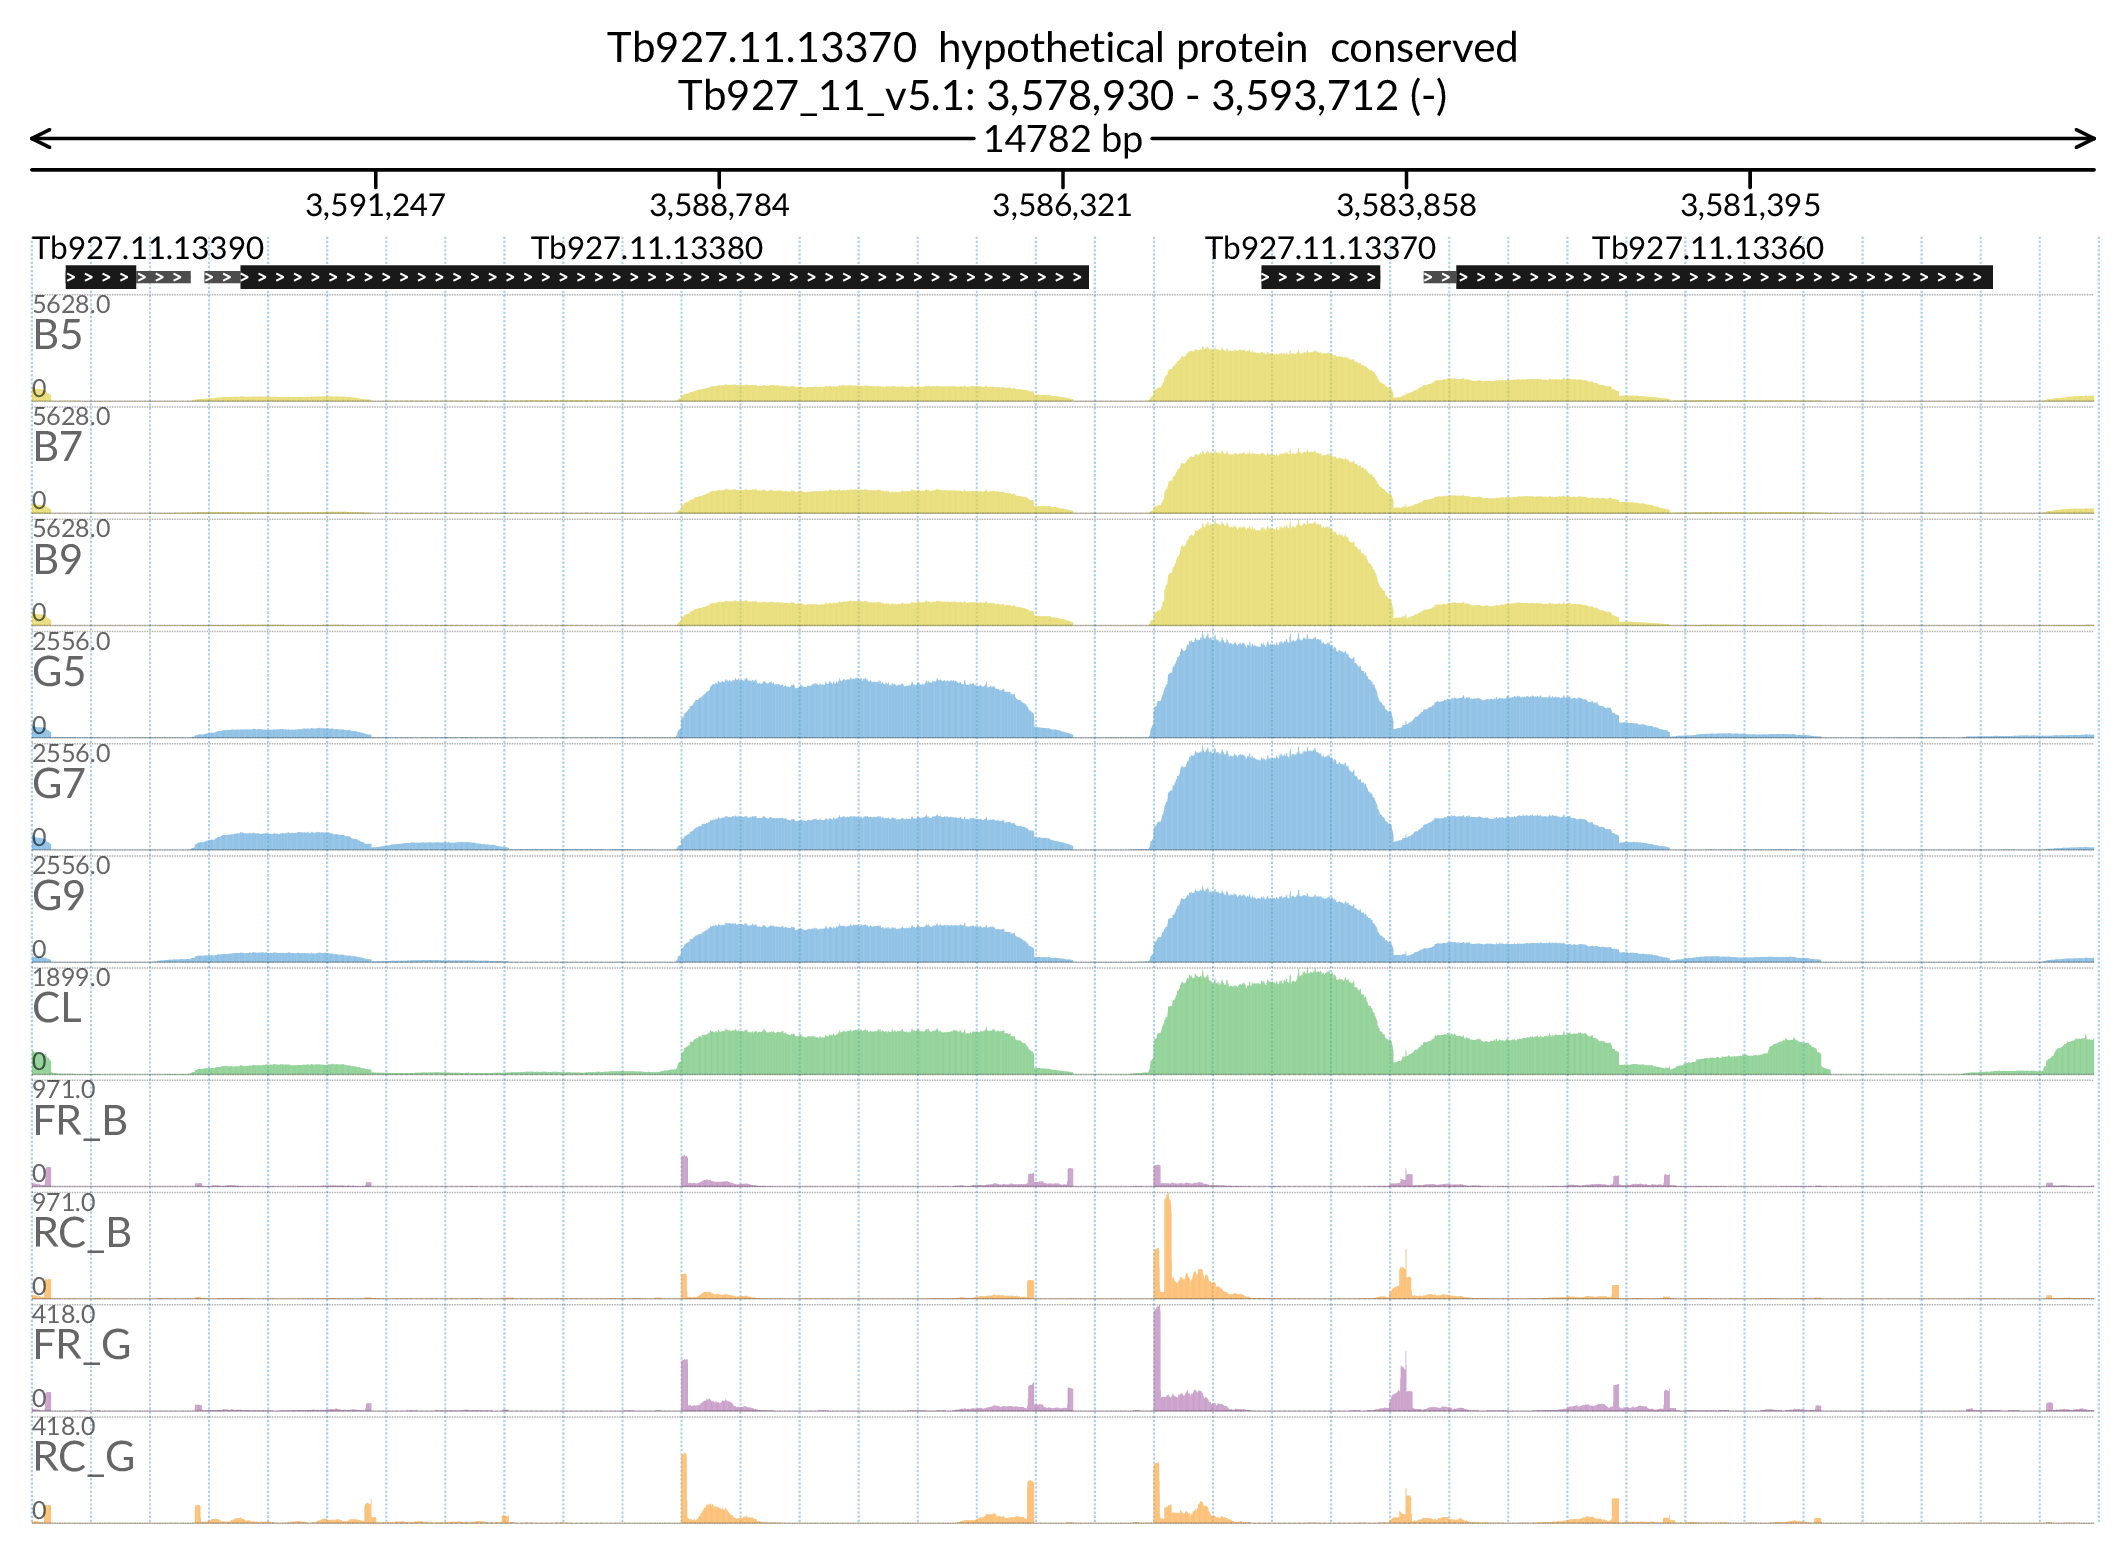 Tb927.11.13370 hypothetical protein conserved
Tb927_11_v5.1: 3,578,930 - 3,593,712 (-)
14782 bp
3,591,247 3,588,784 3,586,321 3,583,858 3,581,395
Tb927.11.13390 Tb927.11.13380 Tb927.11.13370 Tb927.11.13360
5628.0
B5
0
5628.0
B7
0
5628.0
B9
0
2556.0
G5
0
2556.0
G7
0
2556.0
G9
0
1899.0
CL
0
971.0
FR_B
0
971.0
RC_B
0
418.0
FR_G
0
418.0
RC_G
0